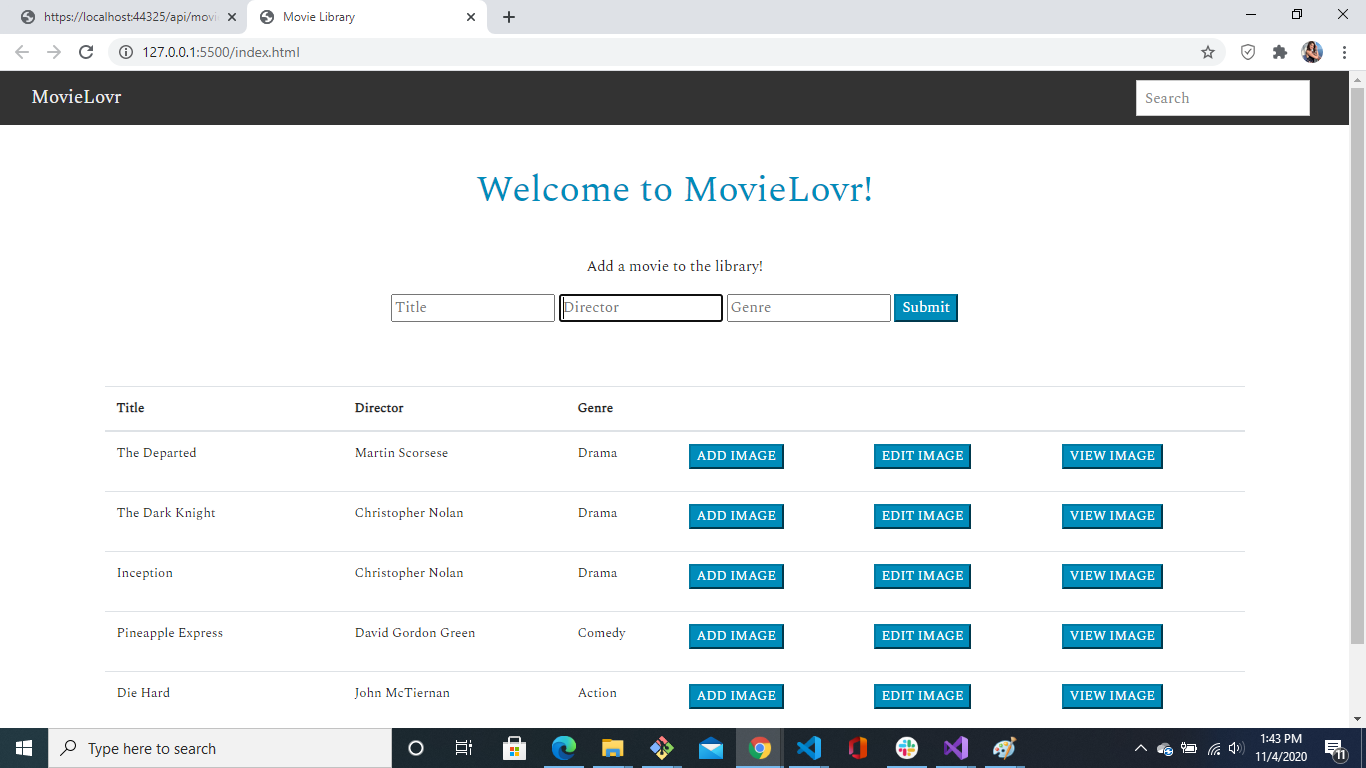 https://localhost:44325/api/movi
Movie Library
127.0.0.1:5500/index.html
MovieLovr
Search
Welcome to MovieLovr!
Add a movie to the library!
Title Director Genre Submit
Title Director Genre
The Departed Martin Scorsese Drama ADD IMAGE EDIT IMAGE VIEW IMAGE
The Dark Knight Christopher Nolan Drama ADD IMAGE EDIT IMAGE VIEW IMAGE
Inception Christopher Nolan Drama ADD IMAGE EDIT IMAGE VIEW IMAGE
Pineapple Express David Gordon Green Comedy ADD IMAGE EDIT IMAGE VIEW IMAGE
Die Hard John McTiernan Action ADD IMAGE EDIT IMAGE VIEW IMAGE
Type here to search
1:43 PM
11/4/2020
11